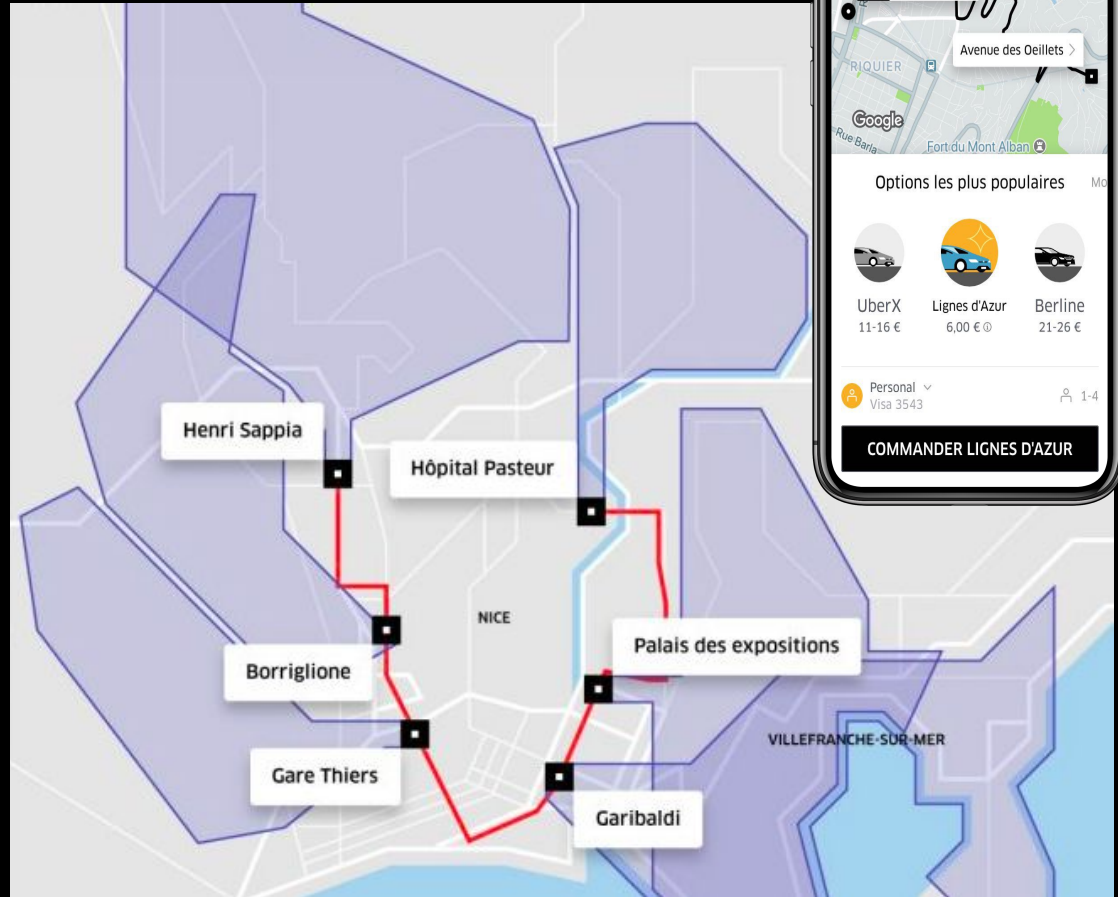 Henri Sappia
Hôpital Pasteur
NICE
Borriglione
Palais des expositions
Gare Thiers
VILLEFRANCHE-SUR-MER
Garibaldi
Avenue des Oeillets >
RIQUIER
Google
Rue Barla
Fort du Mont Alban
Options les plus populaires
UberX
11-16 €
Lignes d'Azur
6,00 €
Berline
21-26 €
Personal
Visa 3543
1-4
COMMANDER LIGNES D'AZUR